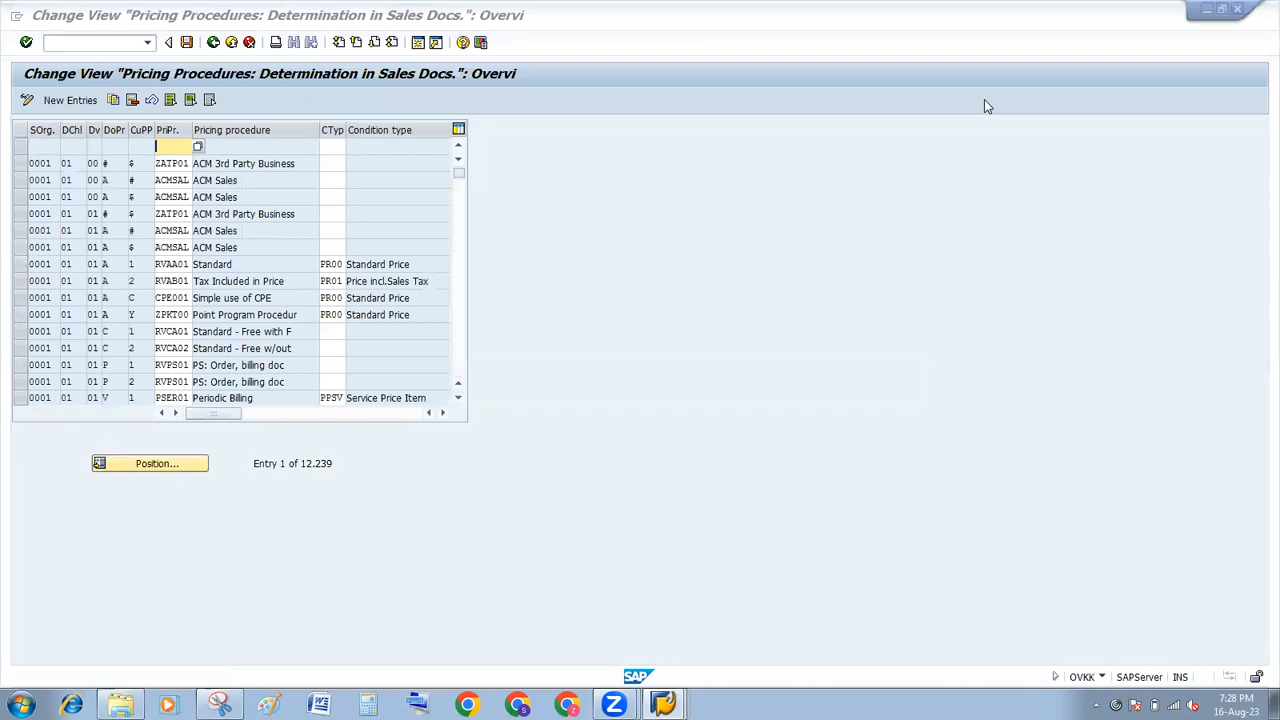 Change View "Pricing Procedures: Determination in Sales Docs.": Overvi
Change View "Pricing Procedures: Determination in Sales Docs.": Overvi
New Entries
SOrg. DChl Dv DoPr CuPP PriPr. Pricing procedure CTyp Condition type
0001 01 00 # $ ZATP01 ACM 3rd Party Business
0001 01 00 A # ACMSAL ACM Sales
0001 01 00 A $ ACMSAL ACM Sales
0001 01 01 # $ ZATP01 ACM 3rd Party Business
0001 01 01 A # ACMSAL ACM Sales
0001 01 01 A $ ACMSAL ACM Sales
0001 01 01 A 1 RVAA01 Standard PR00 Standard Price
0001 01 01 A 2 RVAB01 Tax Included in Price PR01 Price incl.Sales Tax
0001 01 01 A C CPE001 Simple use of CPE PR00 Standard Price
0001 01 01 A Y ZPKT00 Point Program Procedur PR00 Standard Price
0001 01 01 C 1 RVCA01 Standard - Free with F
0001 01 01 C 2 RVCA02 Standard - Free w/out
0001 01 01 P 1 RVPS01 PS: Order, billing doc
0001 01 01 P 2 RVPS01 PS: Order, billing doc
0001 01 01 V 1 PSER01 Periodic Billing PPSV Service Price Item
Position... Entry 1 of 12.239
SAP
OVKK SAPServer INS
7:28 PM
16-Aug-23